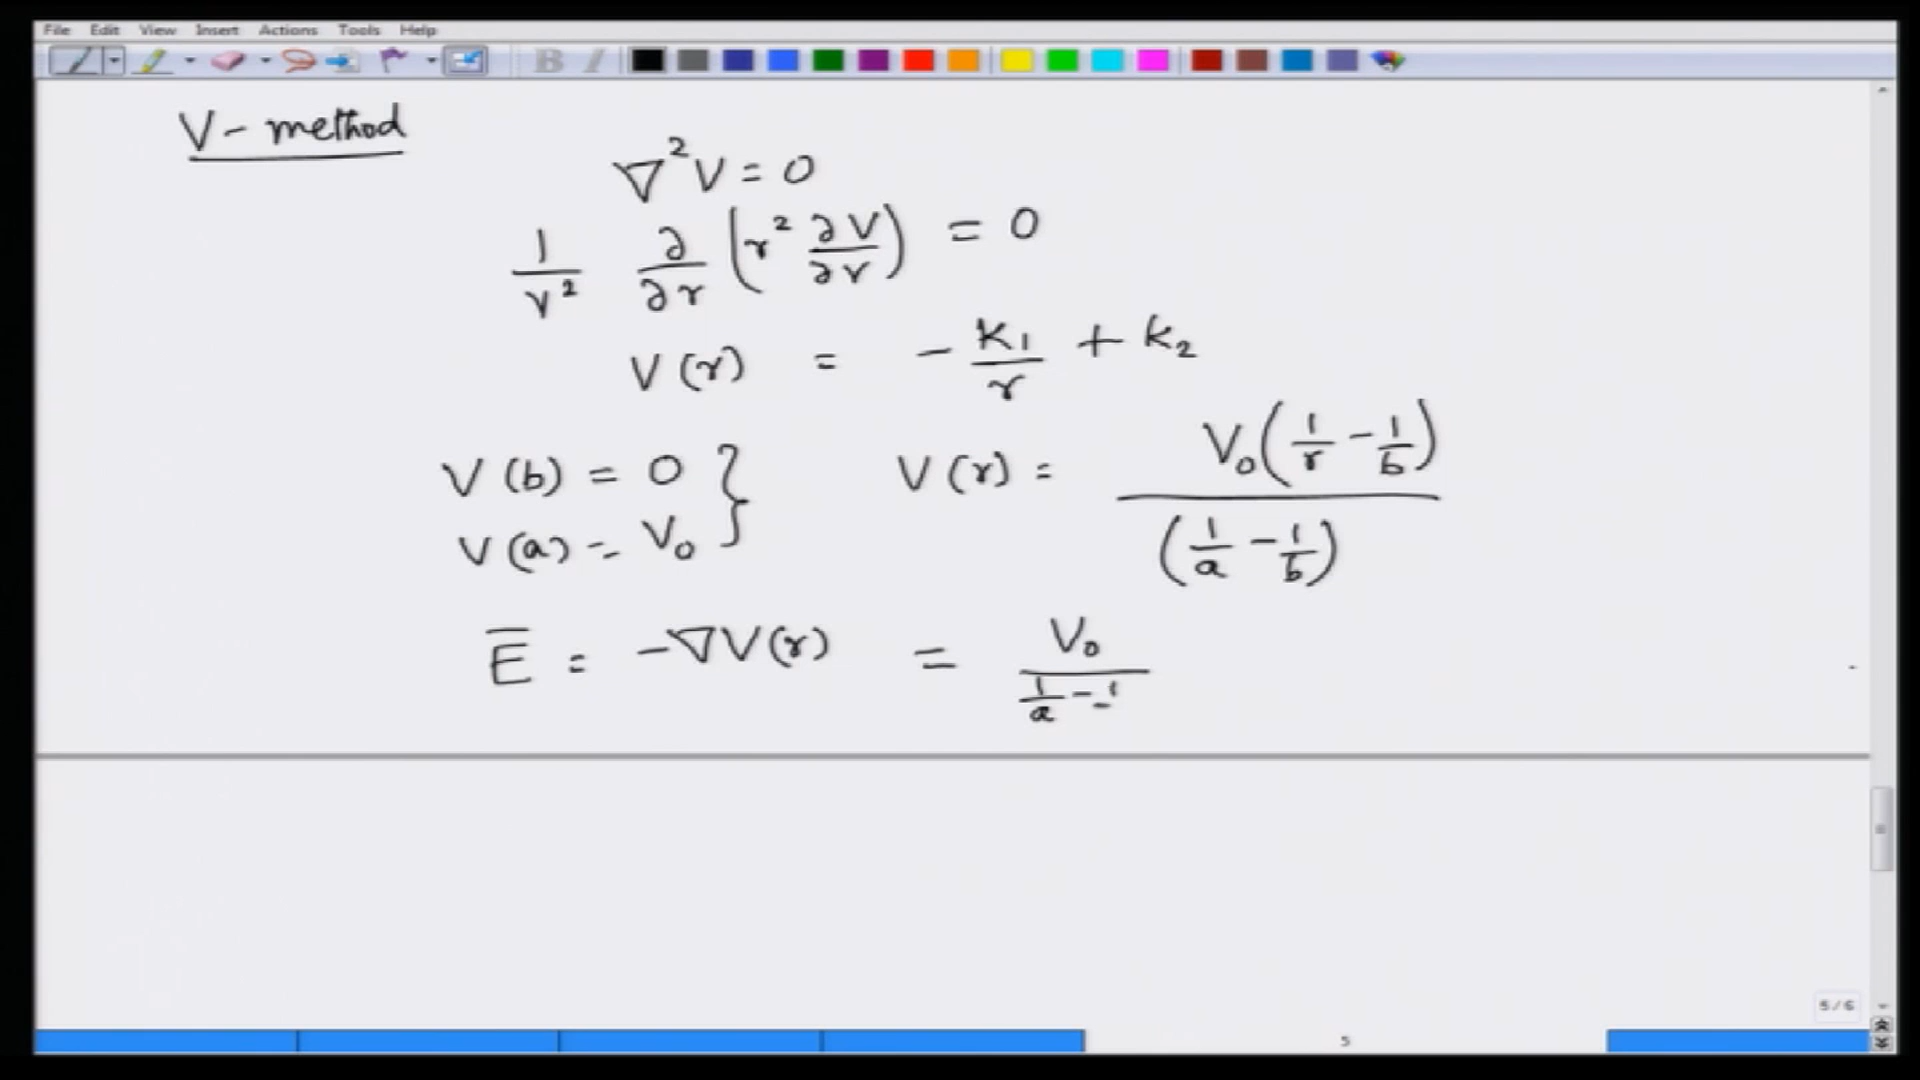 File Edit View Insert Actions Tools Help
B I
V - method
∇²V = 0
1/r² ∂/∂r (r² ∂V/∂r) = 0
V(r) = - K1/r + K2
V(b) = 0 } V(r) = V₀(1/r - 1/b) / (1/a - 1/b)
V(a) = V₀
E̅ = -∇V(r) = V₀ / 1/a - 1
5/6
5